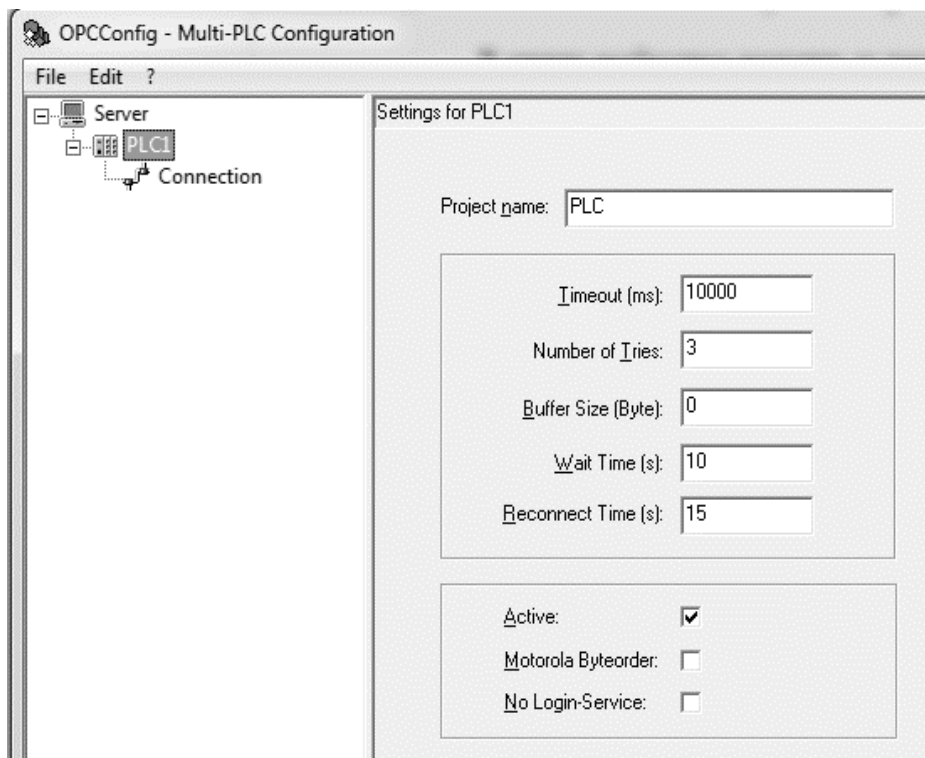 OPCConfig - Multi-PLC Configuration
File Edit ?
Server
PLC1
Connection
Settings for PLC1
Project name: PLC
Timeout (ms): 10000
Number of Tries: 3
Buffer Size (Byte): 0
Wait Time (s): 10
Reconnect Time (s): 15
Active:
Motorola Byteorder:
No Login-Service: